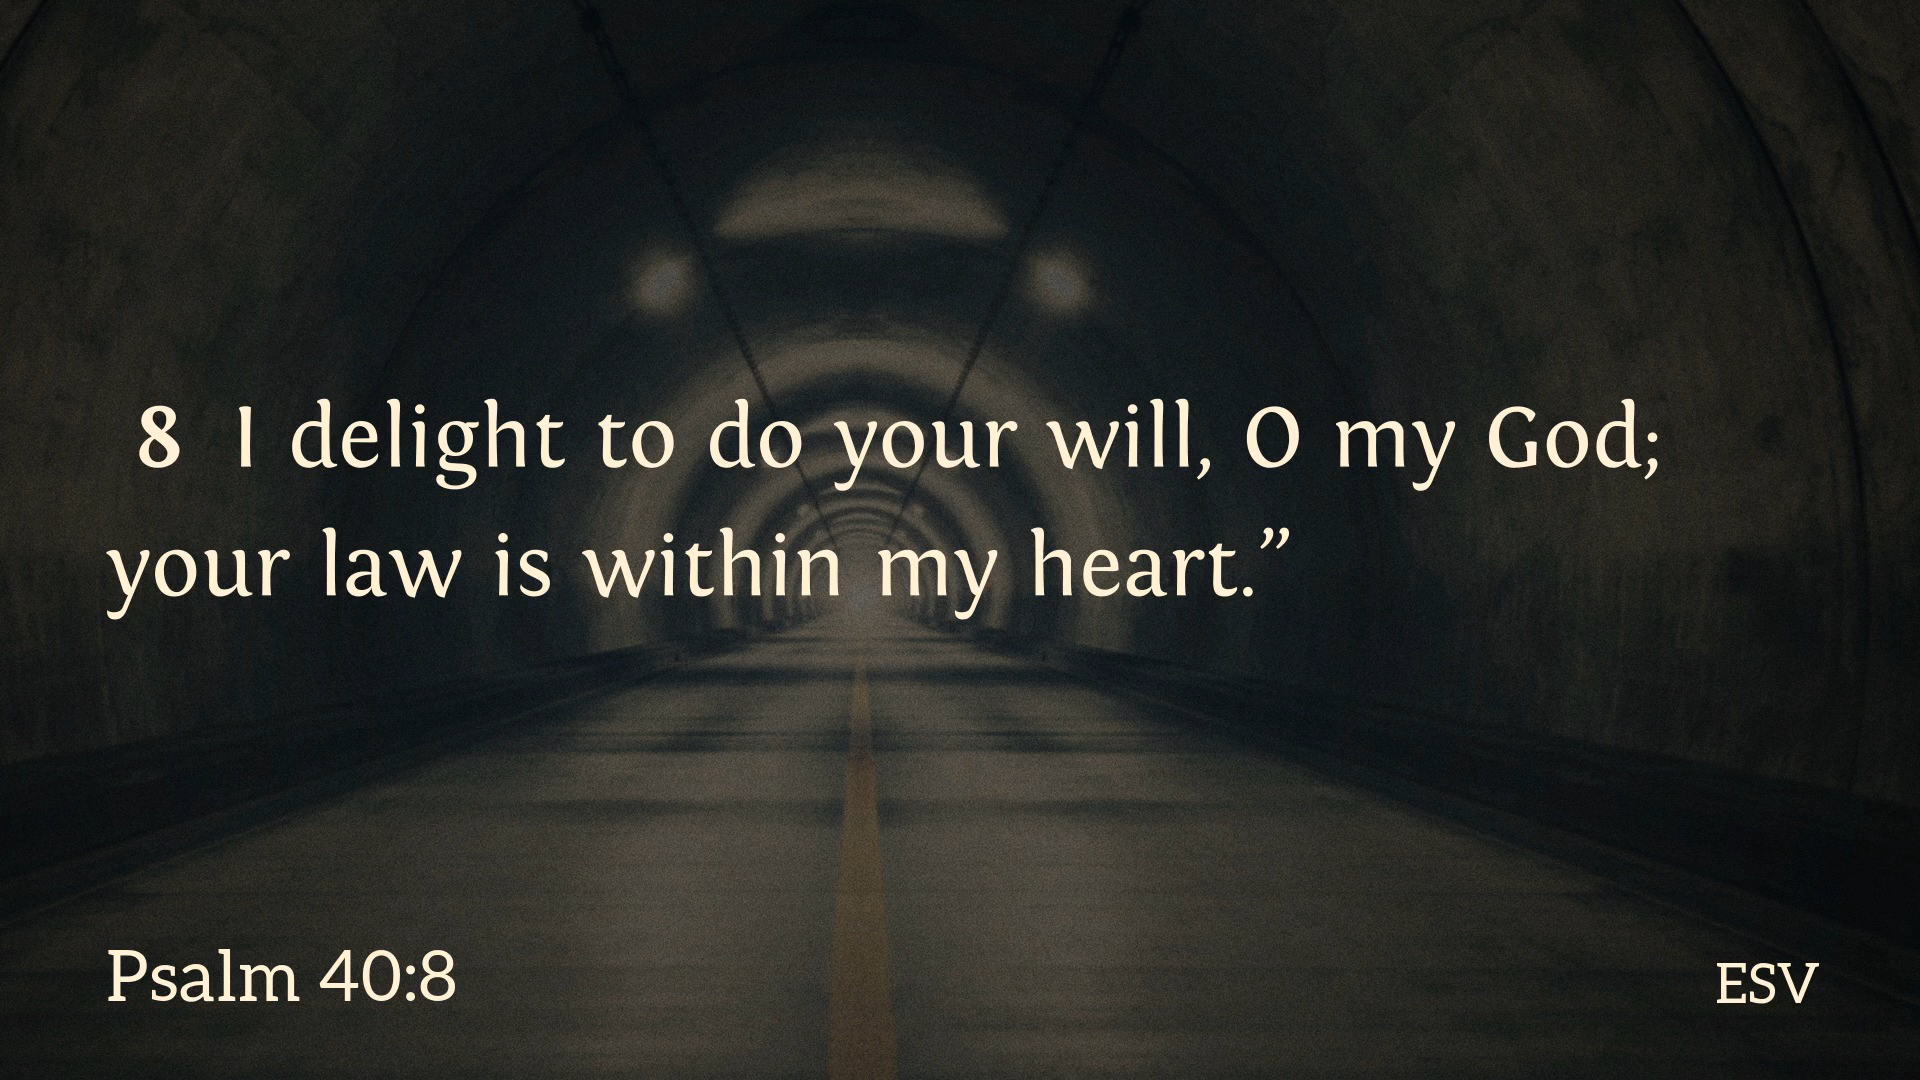 8 I delight to do your will, O my God;
your law is within my heart.”
Psalm 40:8
ESV